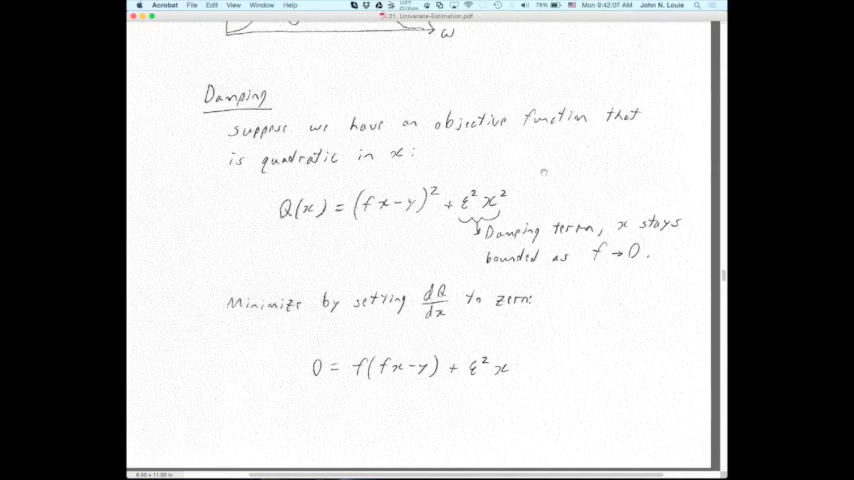 Acrobat File Edit View Window Help 79% Mon 9:42:07 AM John N. Louie
21. Univariate-Estimation.pdf
ω
Damping
Suppose we have an objective function that
is quadratic in x:
Q(x) = (fx-y)² + ε²x²
Damping term, x stays
bounded as f → 0.
Minimize by setting dQ/dx to zero:
0 = f(fx-y) + ε²x
8.50 x 11.00 in